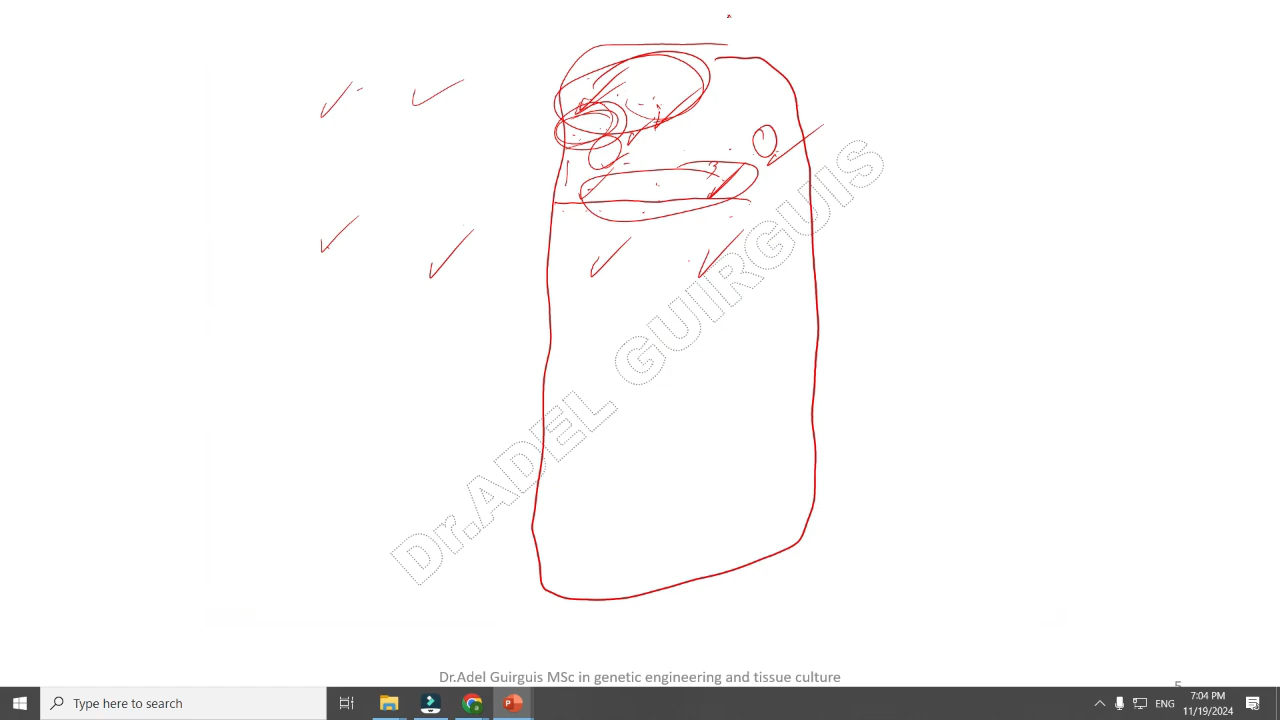 Dr.ADEL GUIRGUIS
Dr.Adel Guirguis MSc in genetic engineering and tissue culture
5
Type here to search
ENG
7:04 PM
11/19/2024